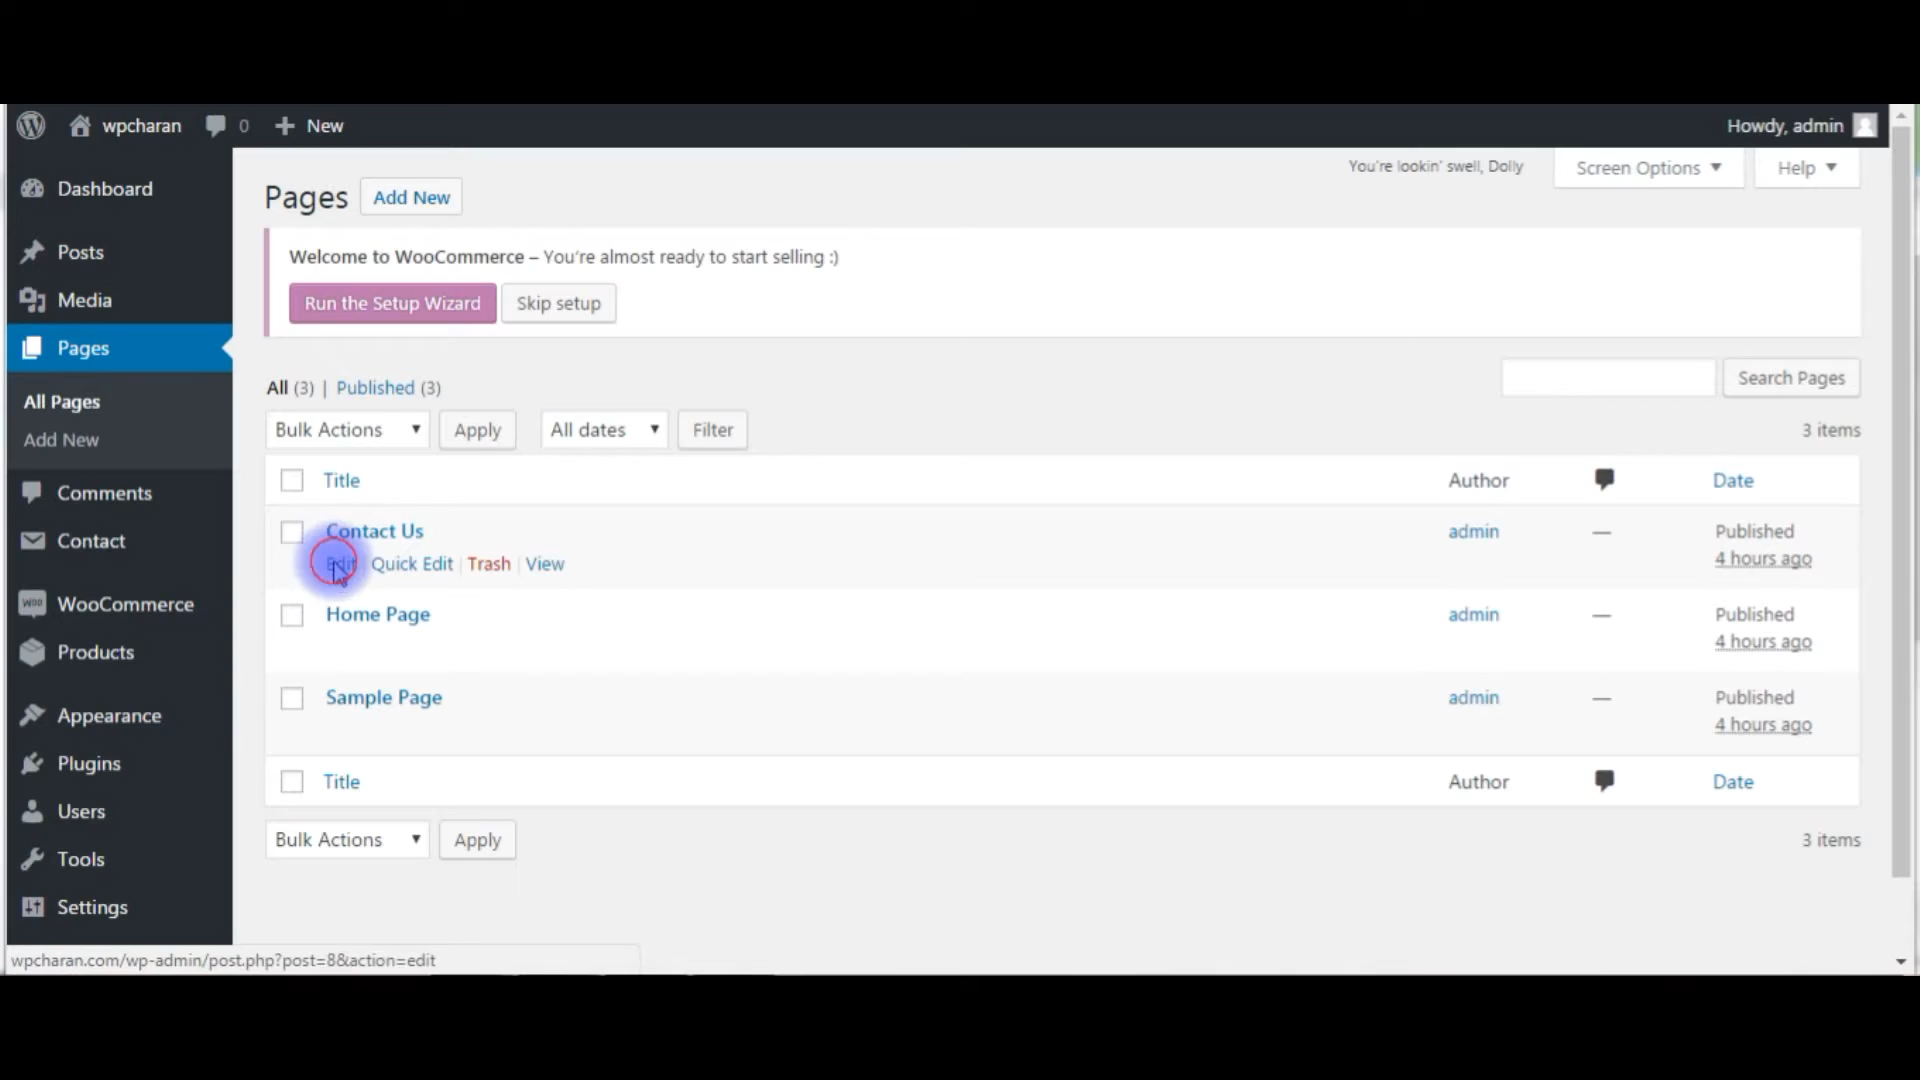 wpcharan 0 New Howdy, admin
You're lookin' swell, Dolly Screen Options Help
Dashboard
Posts
Media
Pages
All Pages
Add New
Comments
Contact
WooCommerce
Products
Appearance
Plugins
Users
Tools
Settings
Pages Add New
Welcome to WooCommerce – You're almost ready to start selling :)
Run the Setup Wizard Skip setup
All (3) | Published (3)
Search Pages
Bulk Actions Apply All dates Filter 3 items
Title Author Date
Contact Us admin — Published
4 hours ago
Edit Quick Edit | Trash | View
Home Page admin — Published
4 hours ago
Sample Page admin — Published
4 hours ago
Title Author Date
Bulk Actions Apply 3 items
wpcharan.com/wp-admin/post.php?post=8&action=edit